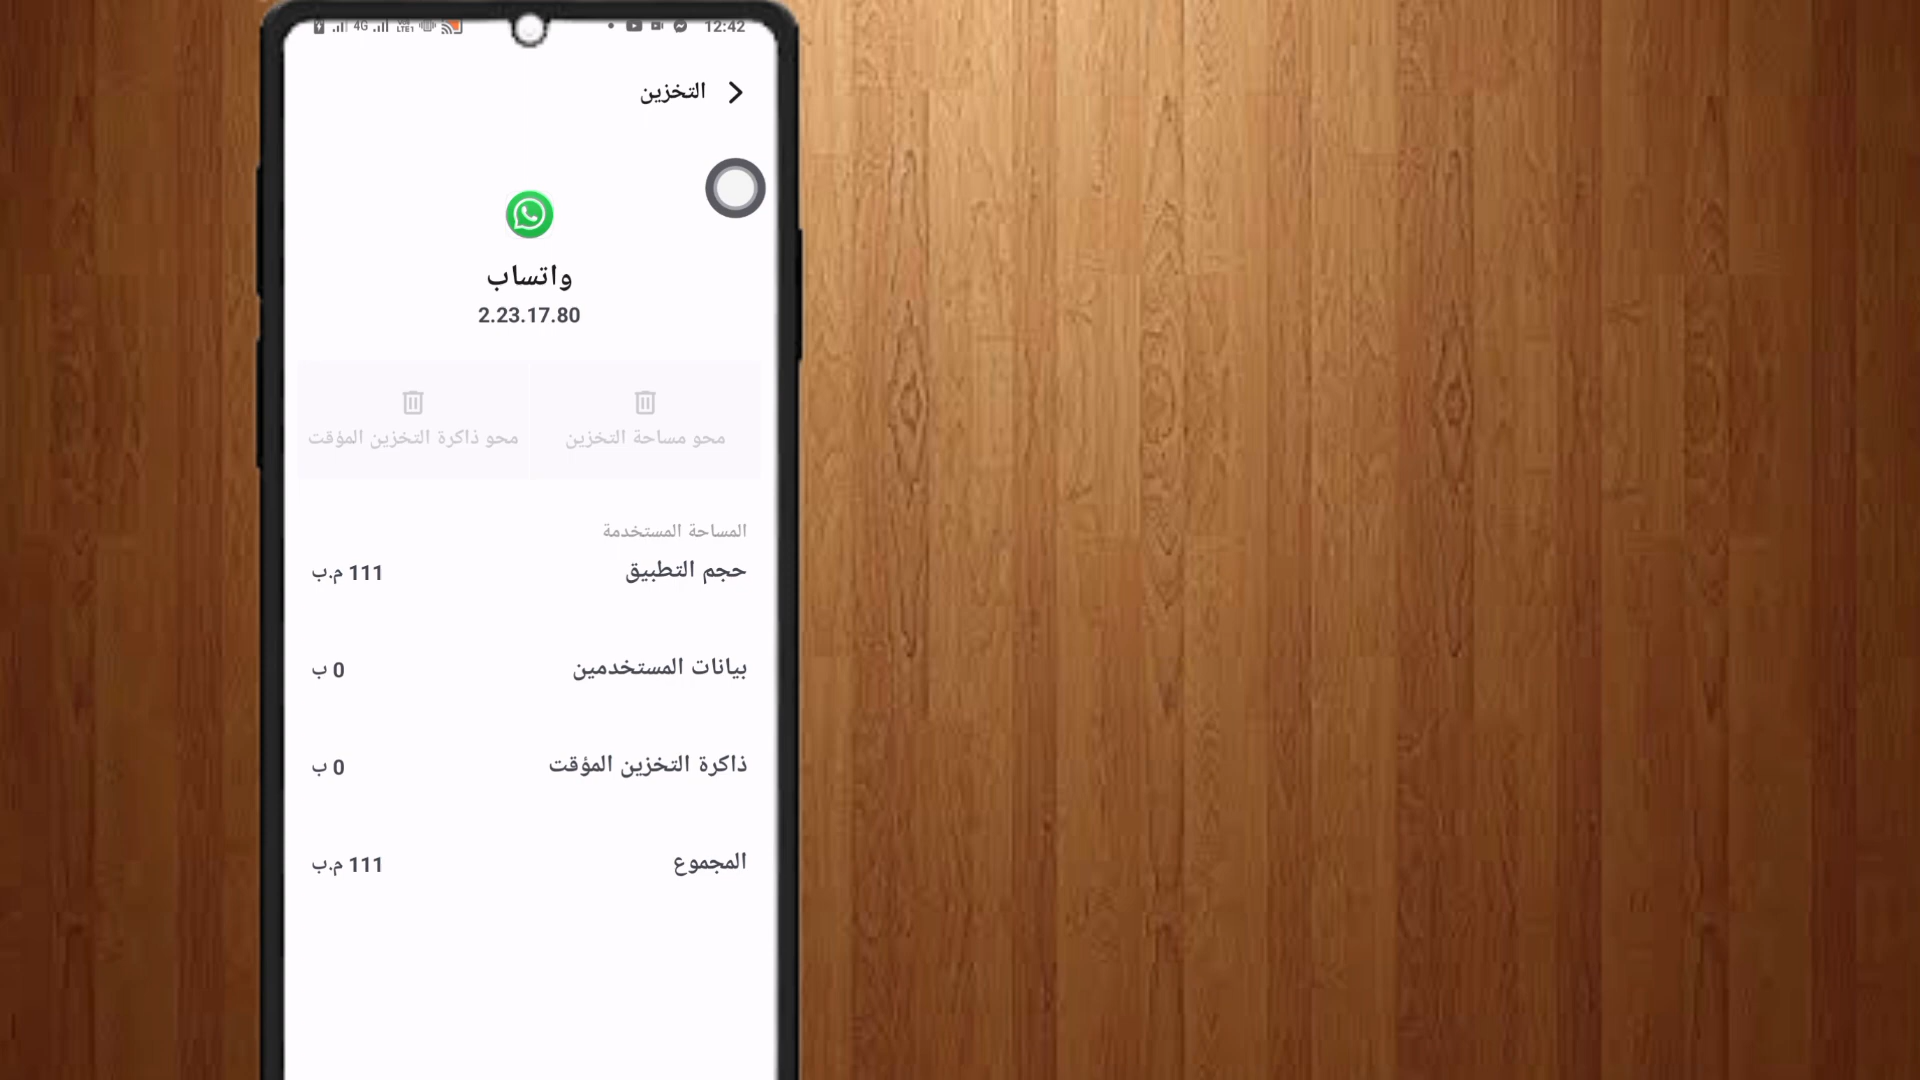 12:42
4G
التخزين
واتساب
2.23.17.80
محو مساحة التخزين
محو ذاكرة التخزين المؤقت
المساحة المستخدمة
حجم التطبيق 111 م.ب
بيانات المستخدمين 0 ب
ذاكرة التخزين المؤقت 0 ب
المجموع 111 م.ب